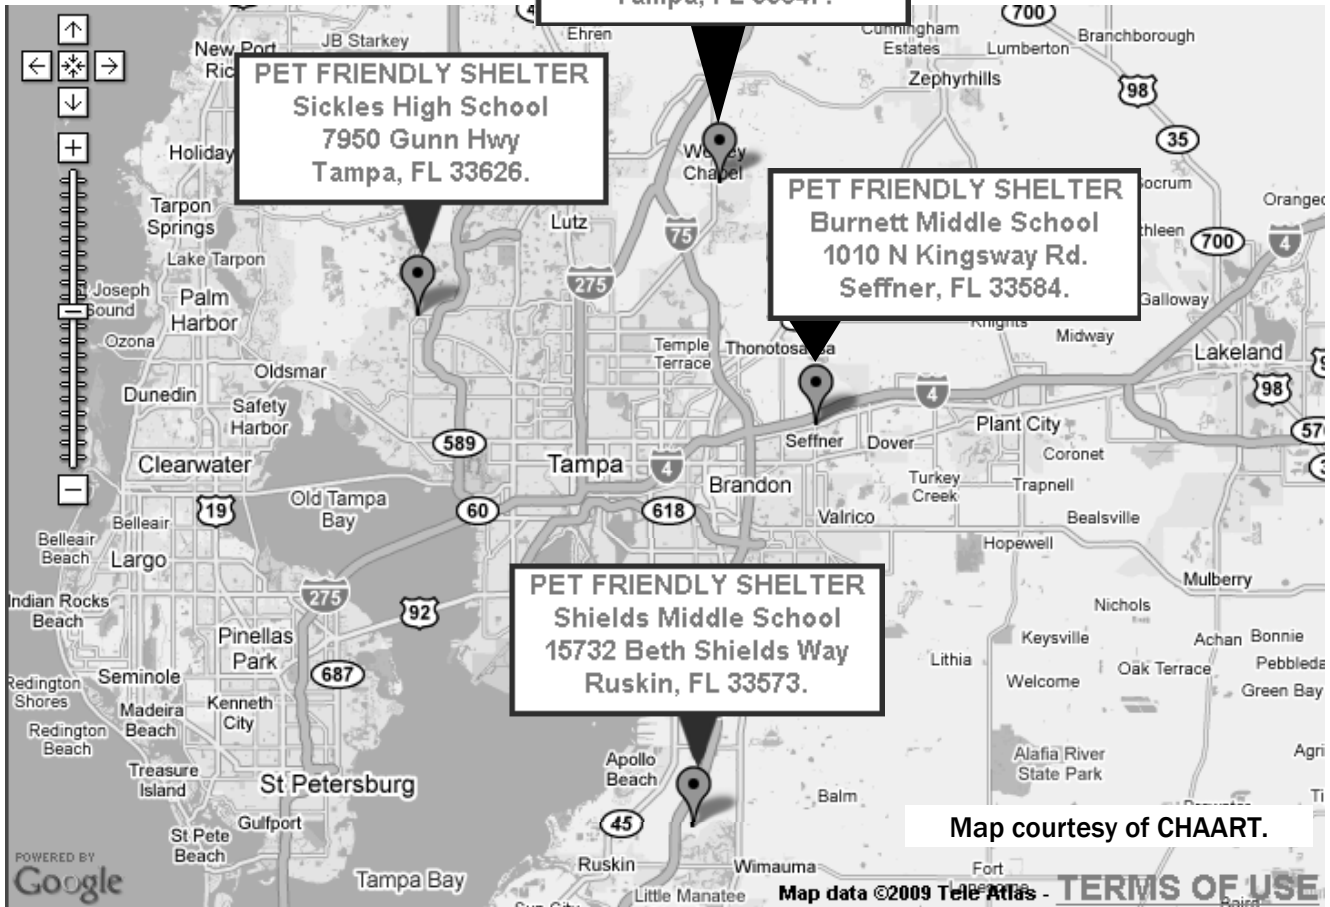 Tampa, FL
700
Cunningham
Estates
Branchborough
New Port
JB Starkey
Ehren
Lumberton
PET FRIENDLY SHELTER
Sickles High School
7950 Gunn Hwy
Tampa, FL 33626.
Zephyrhills
98
35
Holiday
Chapel
PET FRIENDLY SHELTER
Burnett Middle School
1010 N Kingsway Rd.
Seffner, FL 33584.
Tarpon
Springs
Lutz
75
700
4
Lake Tarpon
275
Joseph
Sound
Palm
Harbor
Galloway
Ozona
Temple
Terrace
Knights
Midway
Lakeland
Oldsmar
98
Dunedin
Safety
Harbor
4
589
Seffner
Dover
Plant City
Clearwater
Tampa
4
Coronet
Brandon
Turkey
Creek
Trapnell
19
Old Tampa
Bay
60
618
Valrico
Bealsville
Belleair
Belleair
Beach
Largo
Hopewell
PET FRIENDLY SHELTER
Shields Middle School
15732 Beth Shields Way
Ruskin, FL 33573.
Mulberry
275
92
Indian Rocks
Beach
Nichols
Pinellas
Park
Keysville
Achan
Bonnie
687
Lithia
Oak Terrace
Redington
Shores
Seminole
Welcome
Green Bay
Kenneth
City
Madeira
Beach
Redington
Beach
Apollo
Beach
Alafia River
State Park
Treasure
Island
St Petersburg
Balm
45
Gulfport
St Pete
Beach
Map courtesy of CHAART.
POWERED BY
Google
Tampa Bay
Ruskin
Wimauma
Fort
Little Manatee
Map data ©2009 Tele Atlas - TERMS OF USE